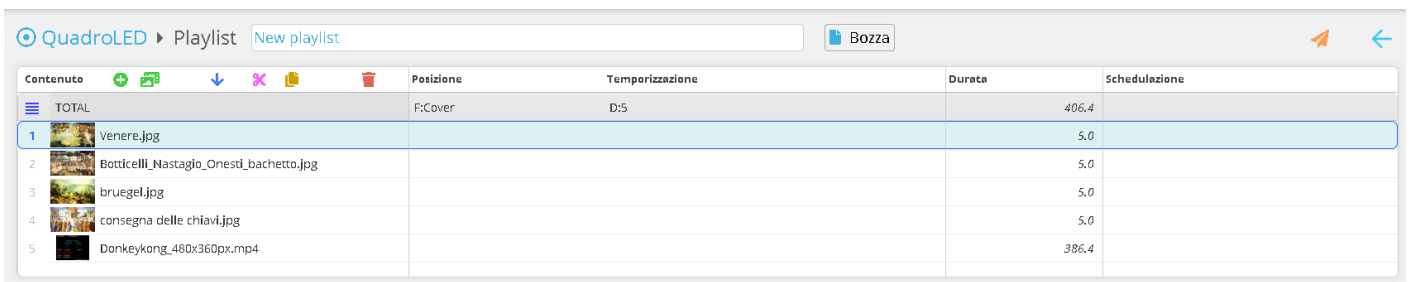 QuadroLED ▸ Playlist New playlist Bozza
Contenuto Posizione Temporizzazione Durata Schedulazione
TOTAL F:Cover D:5 406.4
1 Venere.jpg 5.0
2 Botticelli_Nastagio_Onesti_bachetto.jpg 5.0
3 bruegel.jpg 5.0
4 consegna delle chiavi.jpg 5.0
5 Donkeykong_480x360px.mp4 386.4